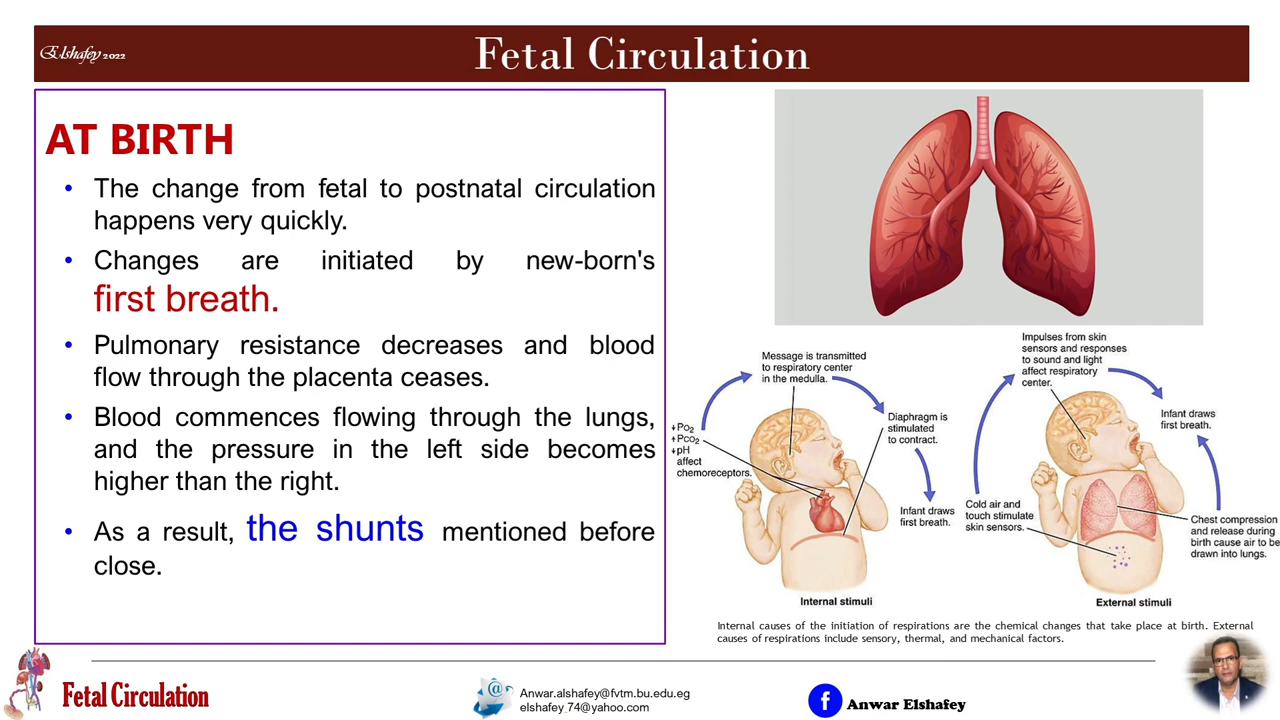 Elshafey 2022
Fetal Circulation
AT BIRTH
• The change from fetal to postnatal circulation
happens very quickly.
• Changes are initiated by new-born's
first breath.
• Pulmonary resistance decreases and blood
flow through the placenta ceases.
• Blood commences flowing through the lungs,
and the pressure in the left side becomes
higher than the right.
• As a result, the shunts mentioned before
close.
Message is transmitted
to respiratory center
in the medulla.
↓Po2
↑Pco2
↓pH
affect
chemoreceptors.
Diaphragm is
stimulated
to contract.
Infant draws
first breath.
Internal stimuli
Impulses from skin
sensors and responses
to sound and light
affect respiratory
center.
Infant draws
first breath.
Cold air and
touch stimulate
skin sensors.
Chest compression
and release during
birth cause air to be
drawn into lungs.
External stimuli
Internal causes of the initiation of respirations are the chemical changes that take place at birth. External
causes of respirations include sensory, thermal, and mechanical factors.
Fetal Circulation
@
Anwar.alshafey@fvtm.bu.edu.eg
elshafey_74@yahoo.com
f
Anwar Elshafey